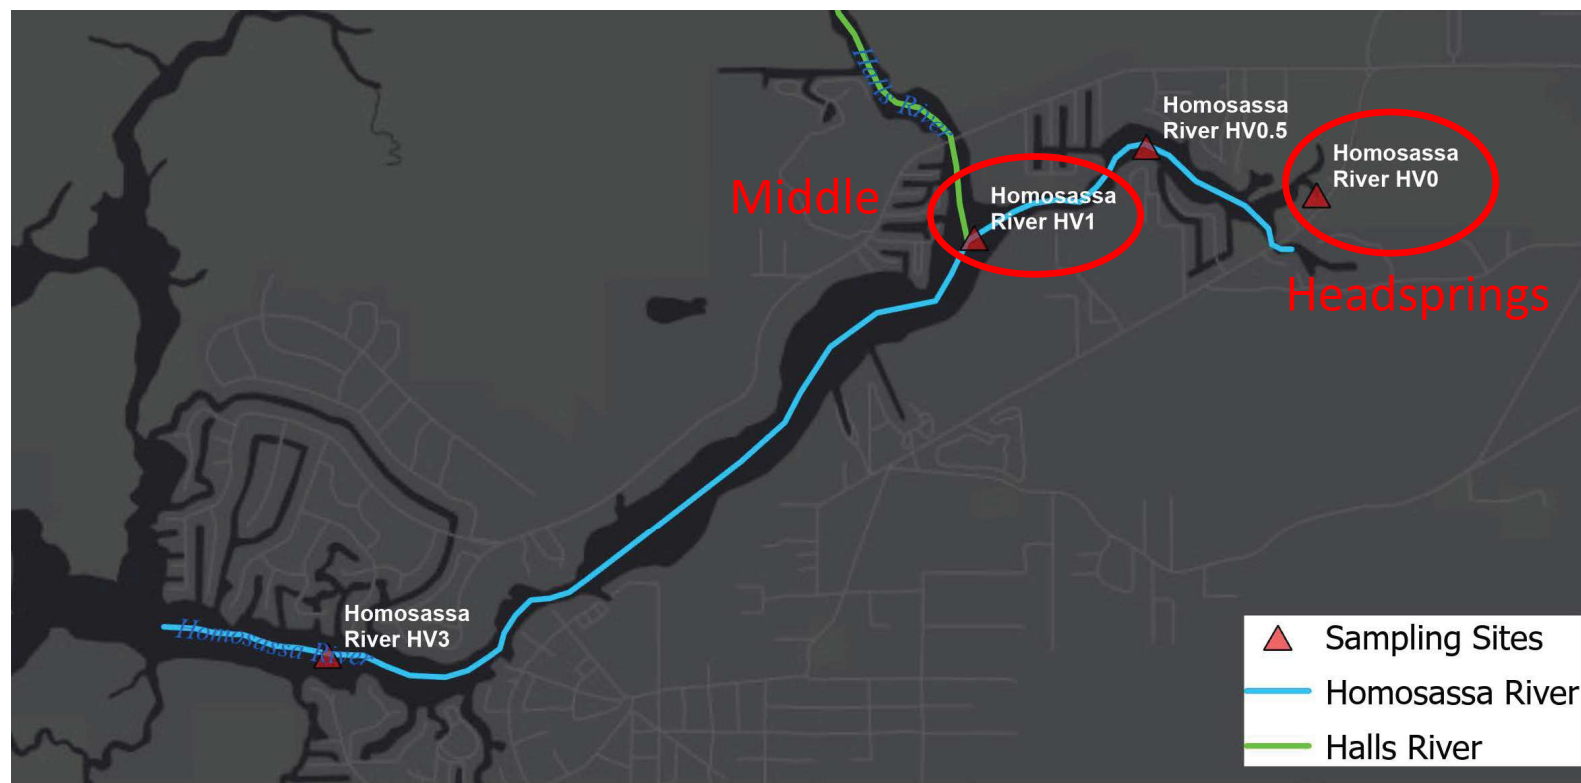 Halls River
Homosassa
River HV0.5
Homosassa
River HV0
Middle
Homosassa
River HV1
Headsprings
Homosassa
River HV3
Homosassa River
Sampling Sites
Homosassa River
Halls River